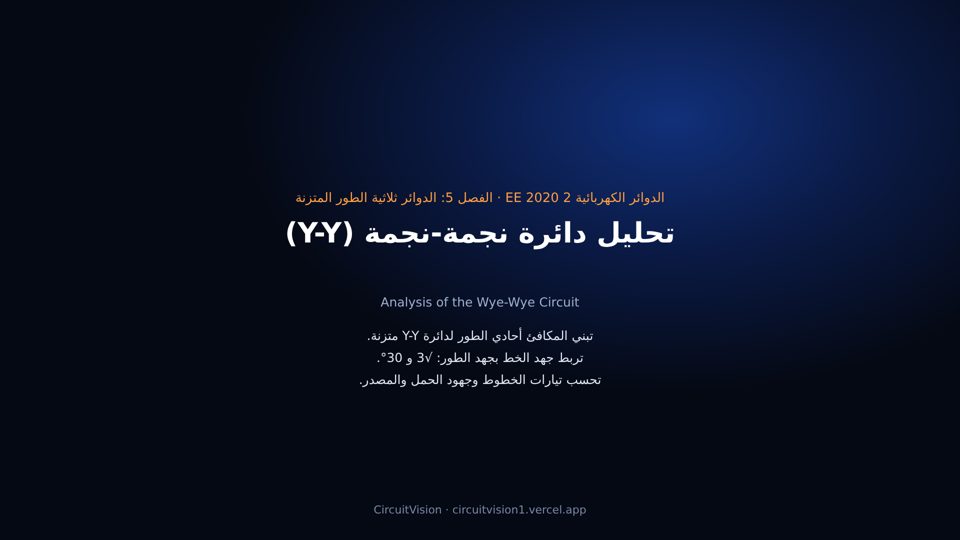 الدوائر الكهربائية 2 EE 2020 · الفصل 5: الدوائر ثلاثية الطور المتزنة
تحليل دائرة نجمة-نجمة (Y-Y)
Analysis of the Wye-Wye Circuit
تبني المكافئ أحادي الطور لدائرة Y-Y متزنة.
تربط جهد الخط بجهد الطور: √3 و 30°.
تحسب تيارات الخطوط وجهود الحمل والمصدر.
CircuitVision · circuitvision1.vercel.app